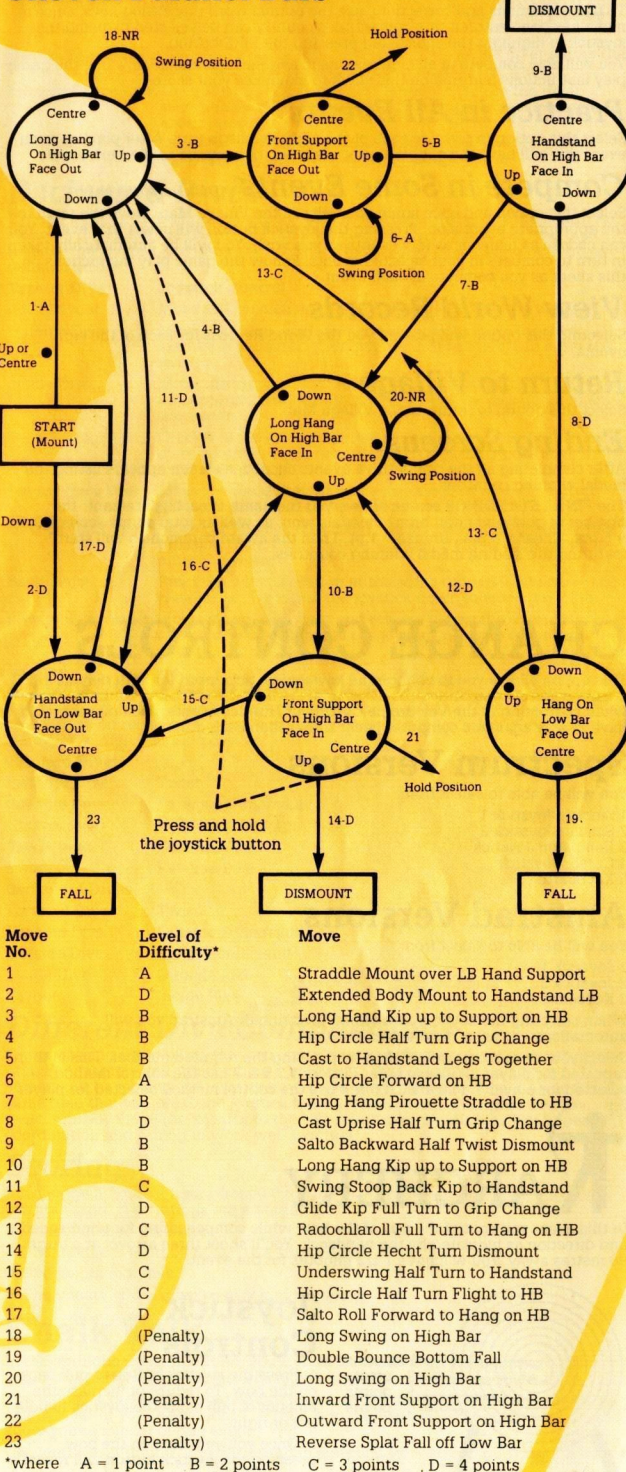 DISMOUNT
18-NR
Swing Position
Hold Position
22
9-B
Centre
Long Hang
On High Bar
Face Out
Up
Down
3 -B
Centre
Front Support
On High Bar
Face Out
Up
Down
5-B
Centre
Handstand
On High Bar
Face In
Up
Down
6-A
Swing Position
13-C
7-B
1-A
4-B
Up or
Centre
11-D
Down
Long Hang
On High Bar
Face In
Centre
Up
20-NR
Swing Position
8-D
START
(Mount)
Down
17-D
13- C
2-D
16-C
10-B
12-D
Down
Handstand
On Low Bar
Face Out
Up
Centre
15-C
Down
Front Support
On High Bar
Face In
Centre
Up
21
Hold Position
Down
Up
Hang On
Low Bar
Face Out
Centre
23
Press and hold
the joystick button
14-D
19.
FALL
DISMOUNT
FALL
Move No. Level of Difficulty* Move
1 A Straddle Mount over LB Hand Support
2 D Extended Body Mount to Handstand LB
3 B Long Hand Kip up to Support on HB
4 B Hip Circle Half Turn Grip Change
5 B Cast to Handstand Legs Together
6 A Hip Circle Forward on HB
7 B Lying Hang Pirouette Straddle to HB
8 D Cast Uprise Half Turn Grip Change
9 B Salto Backward Half Twist Dismount
10 B Long Hang Kip up to Support on HB
11 C Swing Stoop Back Kip to Handstand
12 D Glide Kip Full Turn to Grip Change
13 C Radochlaroll Full Turn to Hang on HB
14 D Hip Circle Hecht Turn Dismount
15 C Underswing Half Turn to Handstand
16 C Hip Circle Half Turn Flight to HB
17 D Salto Roll Forward to Hang on HB
18 (Penalty) Long Swing on High Bar
19 (Penalty) Double Bounce Bottom Fall
20 (Penalty) Long Swing on High Bar
21 (Penalty) Inward Front Support on High Bar
22 (Penalty) Outward Front Support on High Bar
23 (Penalty) Reverse Splat Fall off Low Bar
*where A = 1 point B = 2 points C = 3 points D = 4 points